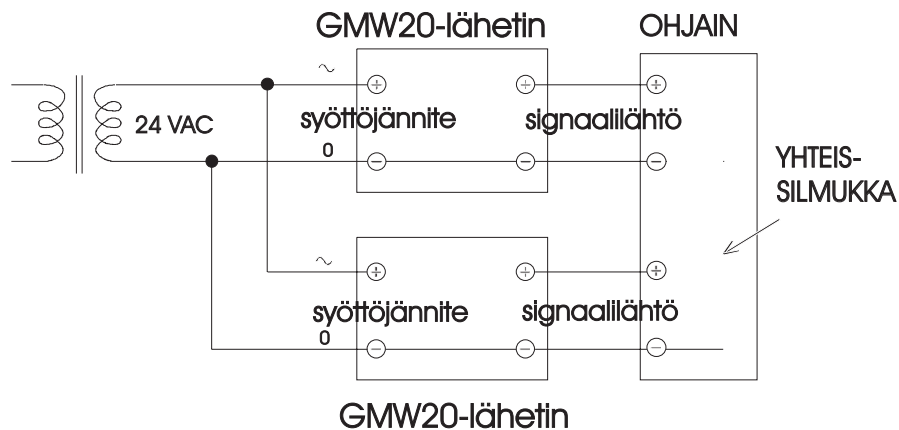 GMW20-lähetin
OHJAIN
~
24 VAC
syöttöjännite
signaalilähtö
0
YHTEIS-
SILMUKKA
~
syöttöjännite
signaalilähtö
0
GMW20-lähetin